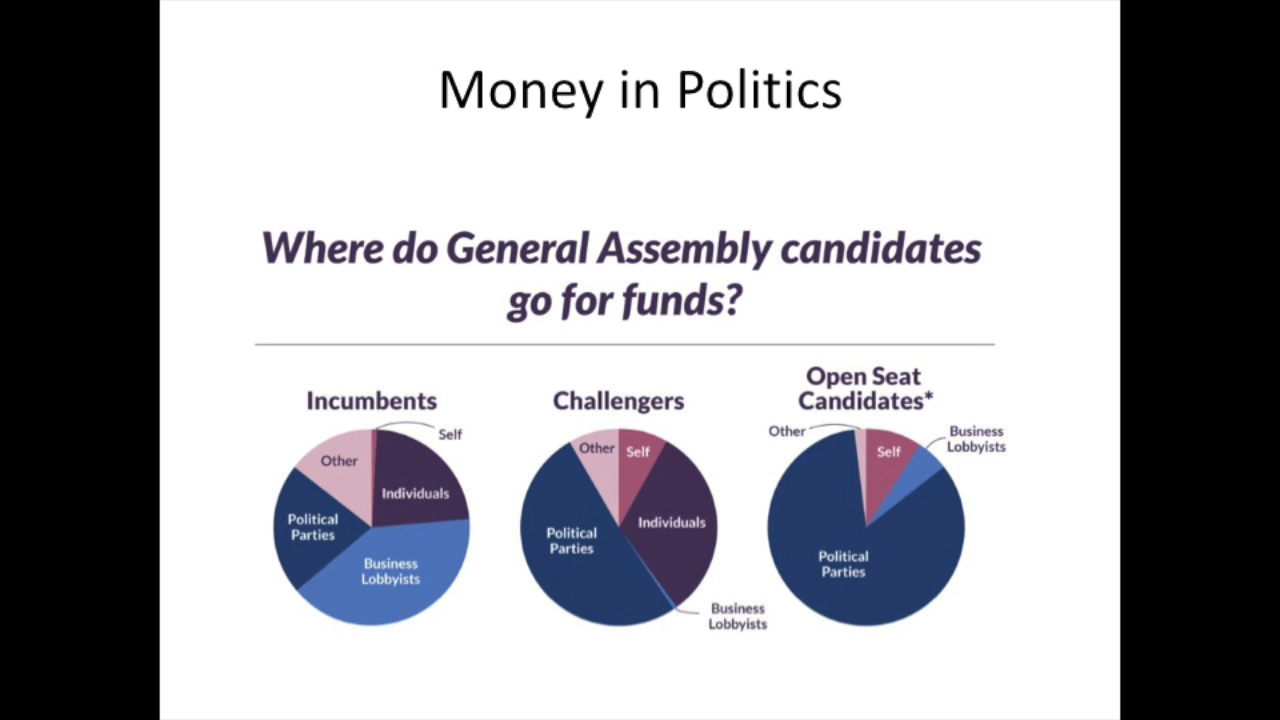 Money in Politics
Where do General Assembly candidates
go for funds?
Incumbents
Self
Other
Individuals
Political
Parties
Business
Lobbyists
Challengers
Other
Self
Individuals
Political
Parties
Business
Lobbyists
Open Seat
Candidates*
Other
Business
Lobbyists
Self
Political
Parties